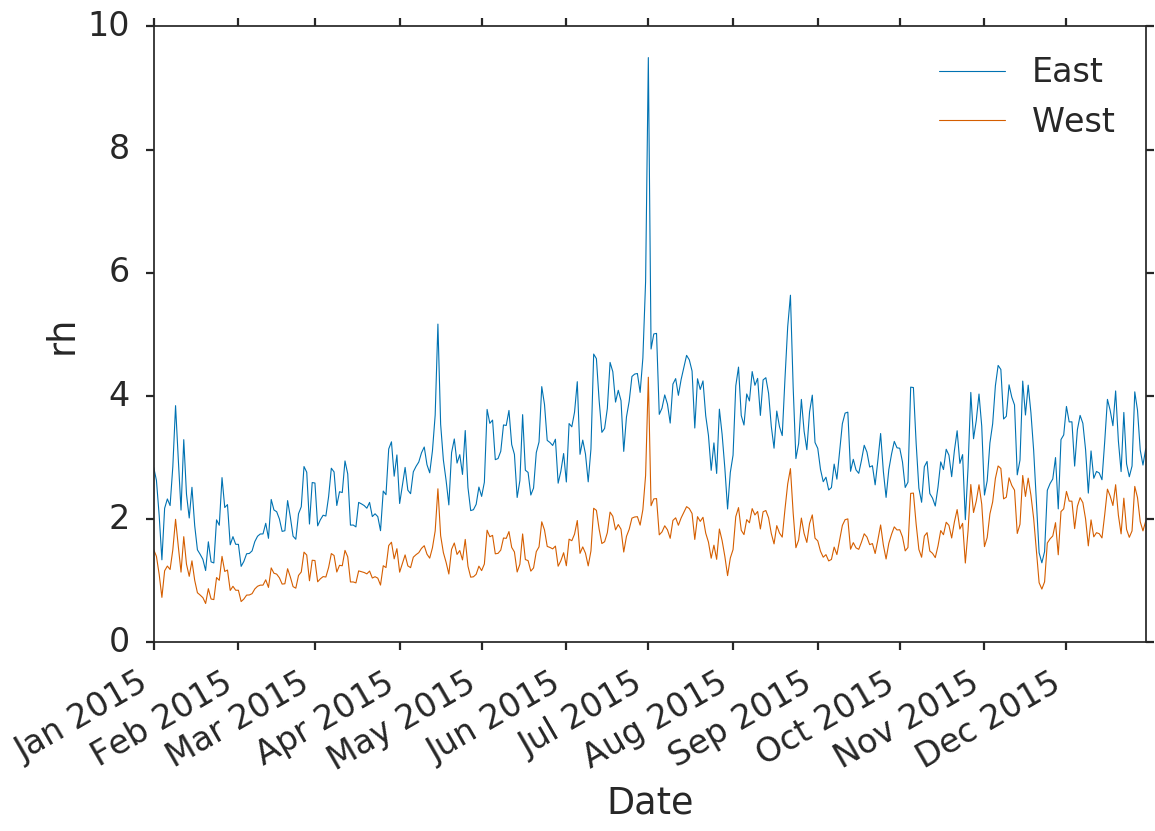 10
8
6
4
2
0
rh
East
West
Jan 2015
Feb 2015
Mar 2015
Apr 2015
May 2015
Jun 2015
Jul 2015
Aug 2015
Sep 2015
Oct 2015
Nov 2015
Dec 2015
Date